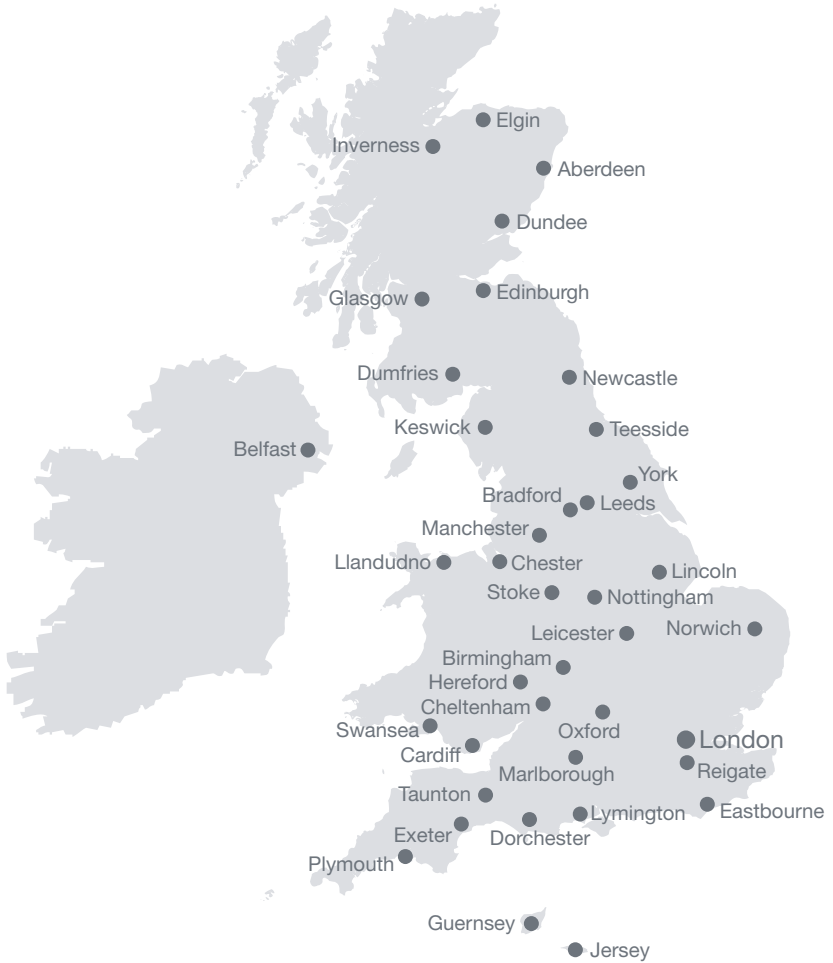 Elgin
Inverness
Aberdeen
Dundee
Edinburgh
Glasgow
Dumfries
Newcastle
Keswick
Teesside
Belfast
York
Bradford
Leeds
Manchester
Llandudno
Chester
Lincoln
Stoke
Nottingham
Leicester
Norwich
Birmingham
Hereford
Cheltenham
Swansea
Oxford
London
Cardiff
Reigate
Marlborough
Taunton
Lymington
Eastbourne
Exeter
Dorchester
Plymouth
Guernsey
Jersey